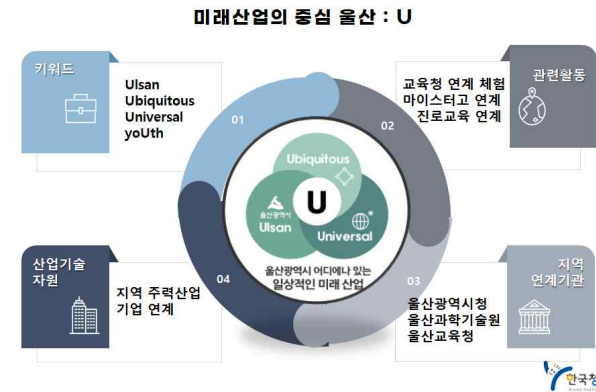 미래산업의 중심 울산 : U
키워드
Ulsan
Ubiquitous
Universal
yoUth
01
관련활동
교육청 연계 체험
마이스터고 연계
진로교육 연계
02
Ubiquitous
U
울산광역시
Ulsan
Universal
울산광역시 어디에나 있는
일상적인 미래 산업
산업기술
자원
지역 주력산업
기업 연계
04
지역
연계기관
울산광역시청
울산과학기술원
울산교육청
03
한국청